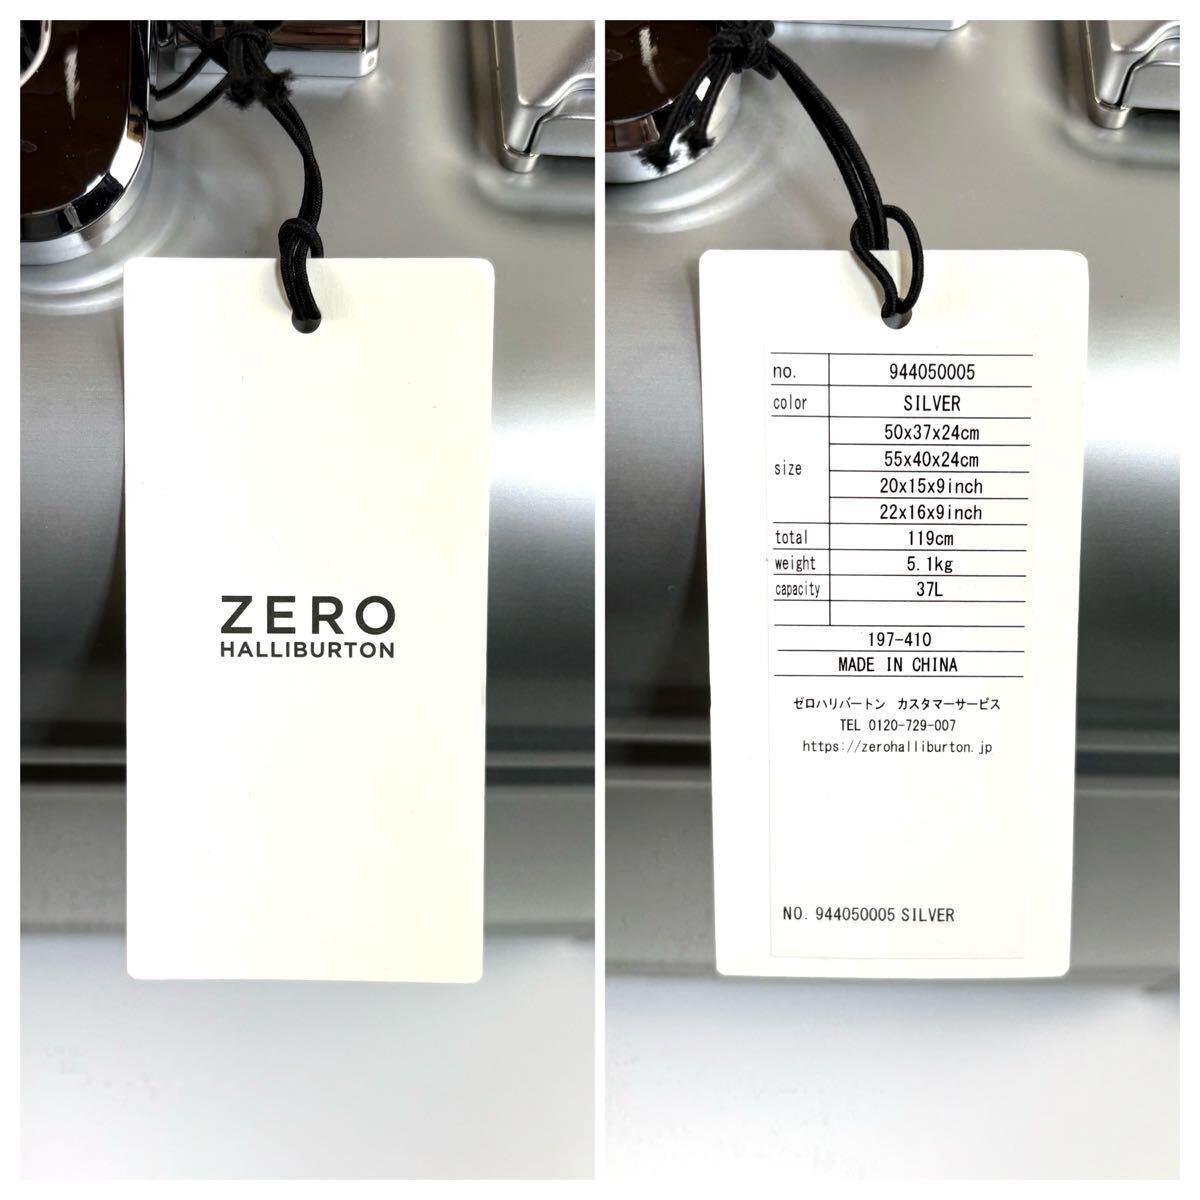 ZERO
HALLIBURTON
no. 944050005
color SILVER
size 50x37x24cm
55x40x24cm
20x15x9inch
22x16x9inch
total 119cm
weight 5.1kg
capacity 37L
197-410
MADE IN CHINA
ゼロハリバートン カスタマーサービス
TEL 0120-729-007
https://zerohalliburton.jp
NO. 944050005 SILVER